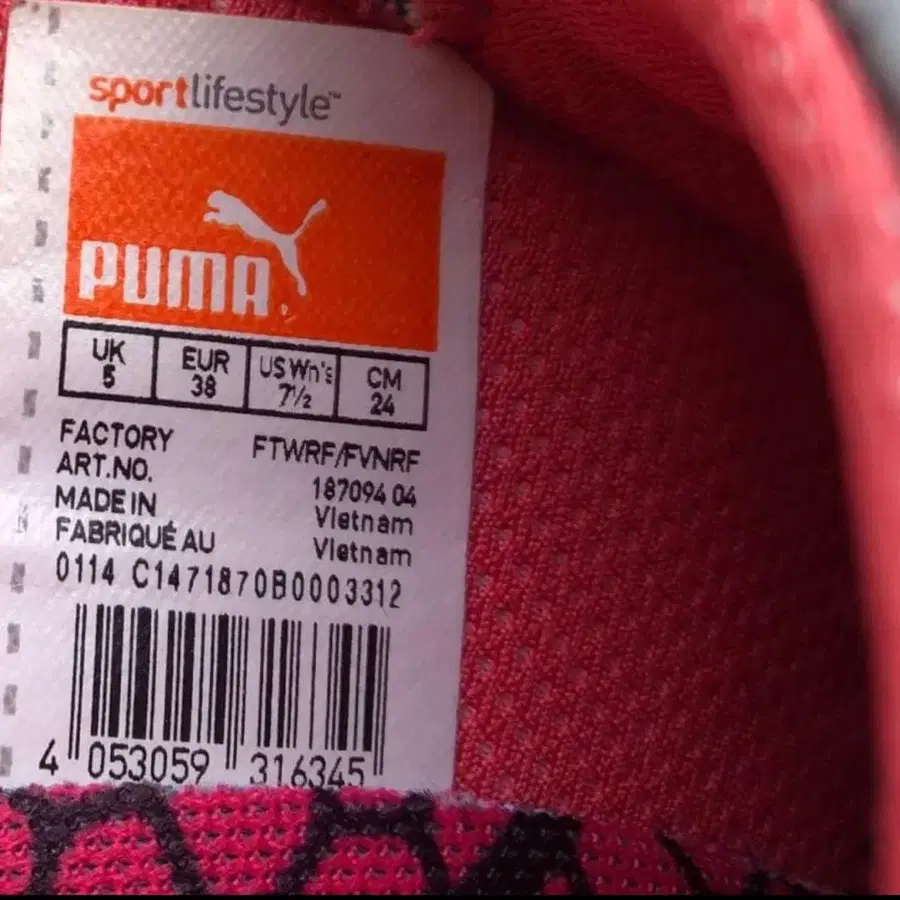 sportlifestyle™
PUMA
UK EUR US Wn's CM
5 38 7½ 24
FACTORY FTWRF/FVNRF
ART.NO. 187094 04
MADE IN Vietnam
FABRIQUÉ AU Vietnam
0114 C1471870B0003312
4 053059 316345